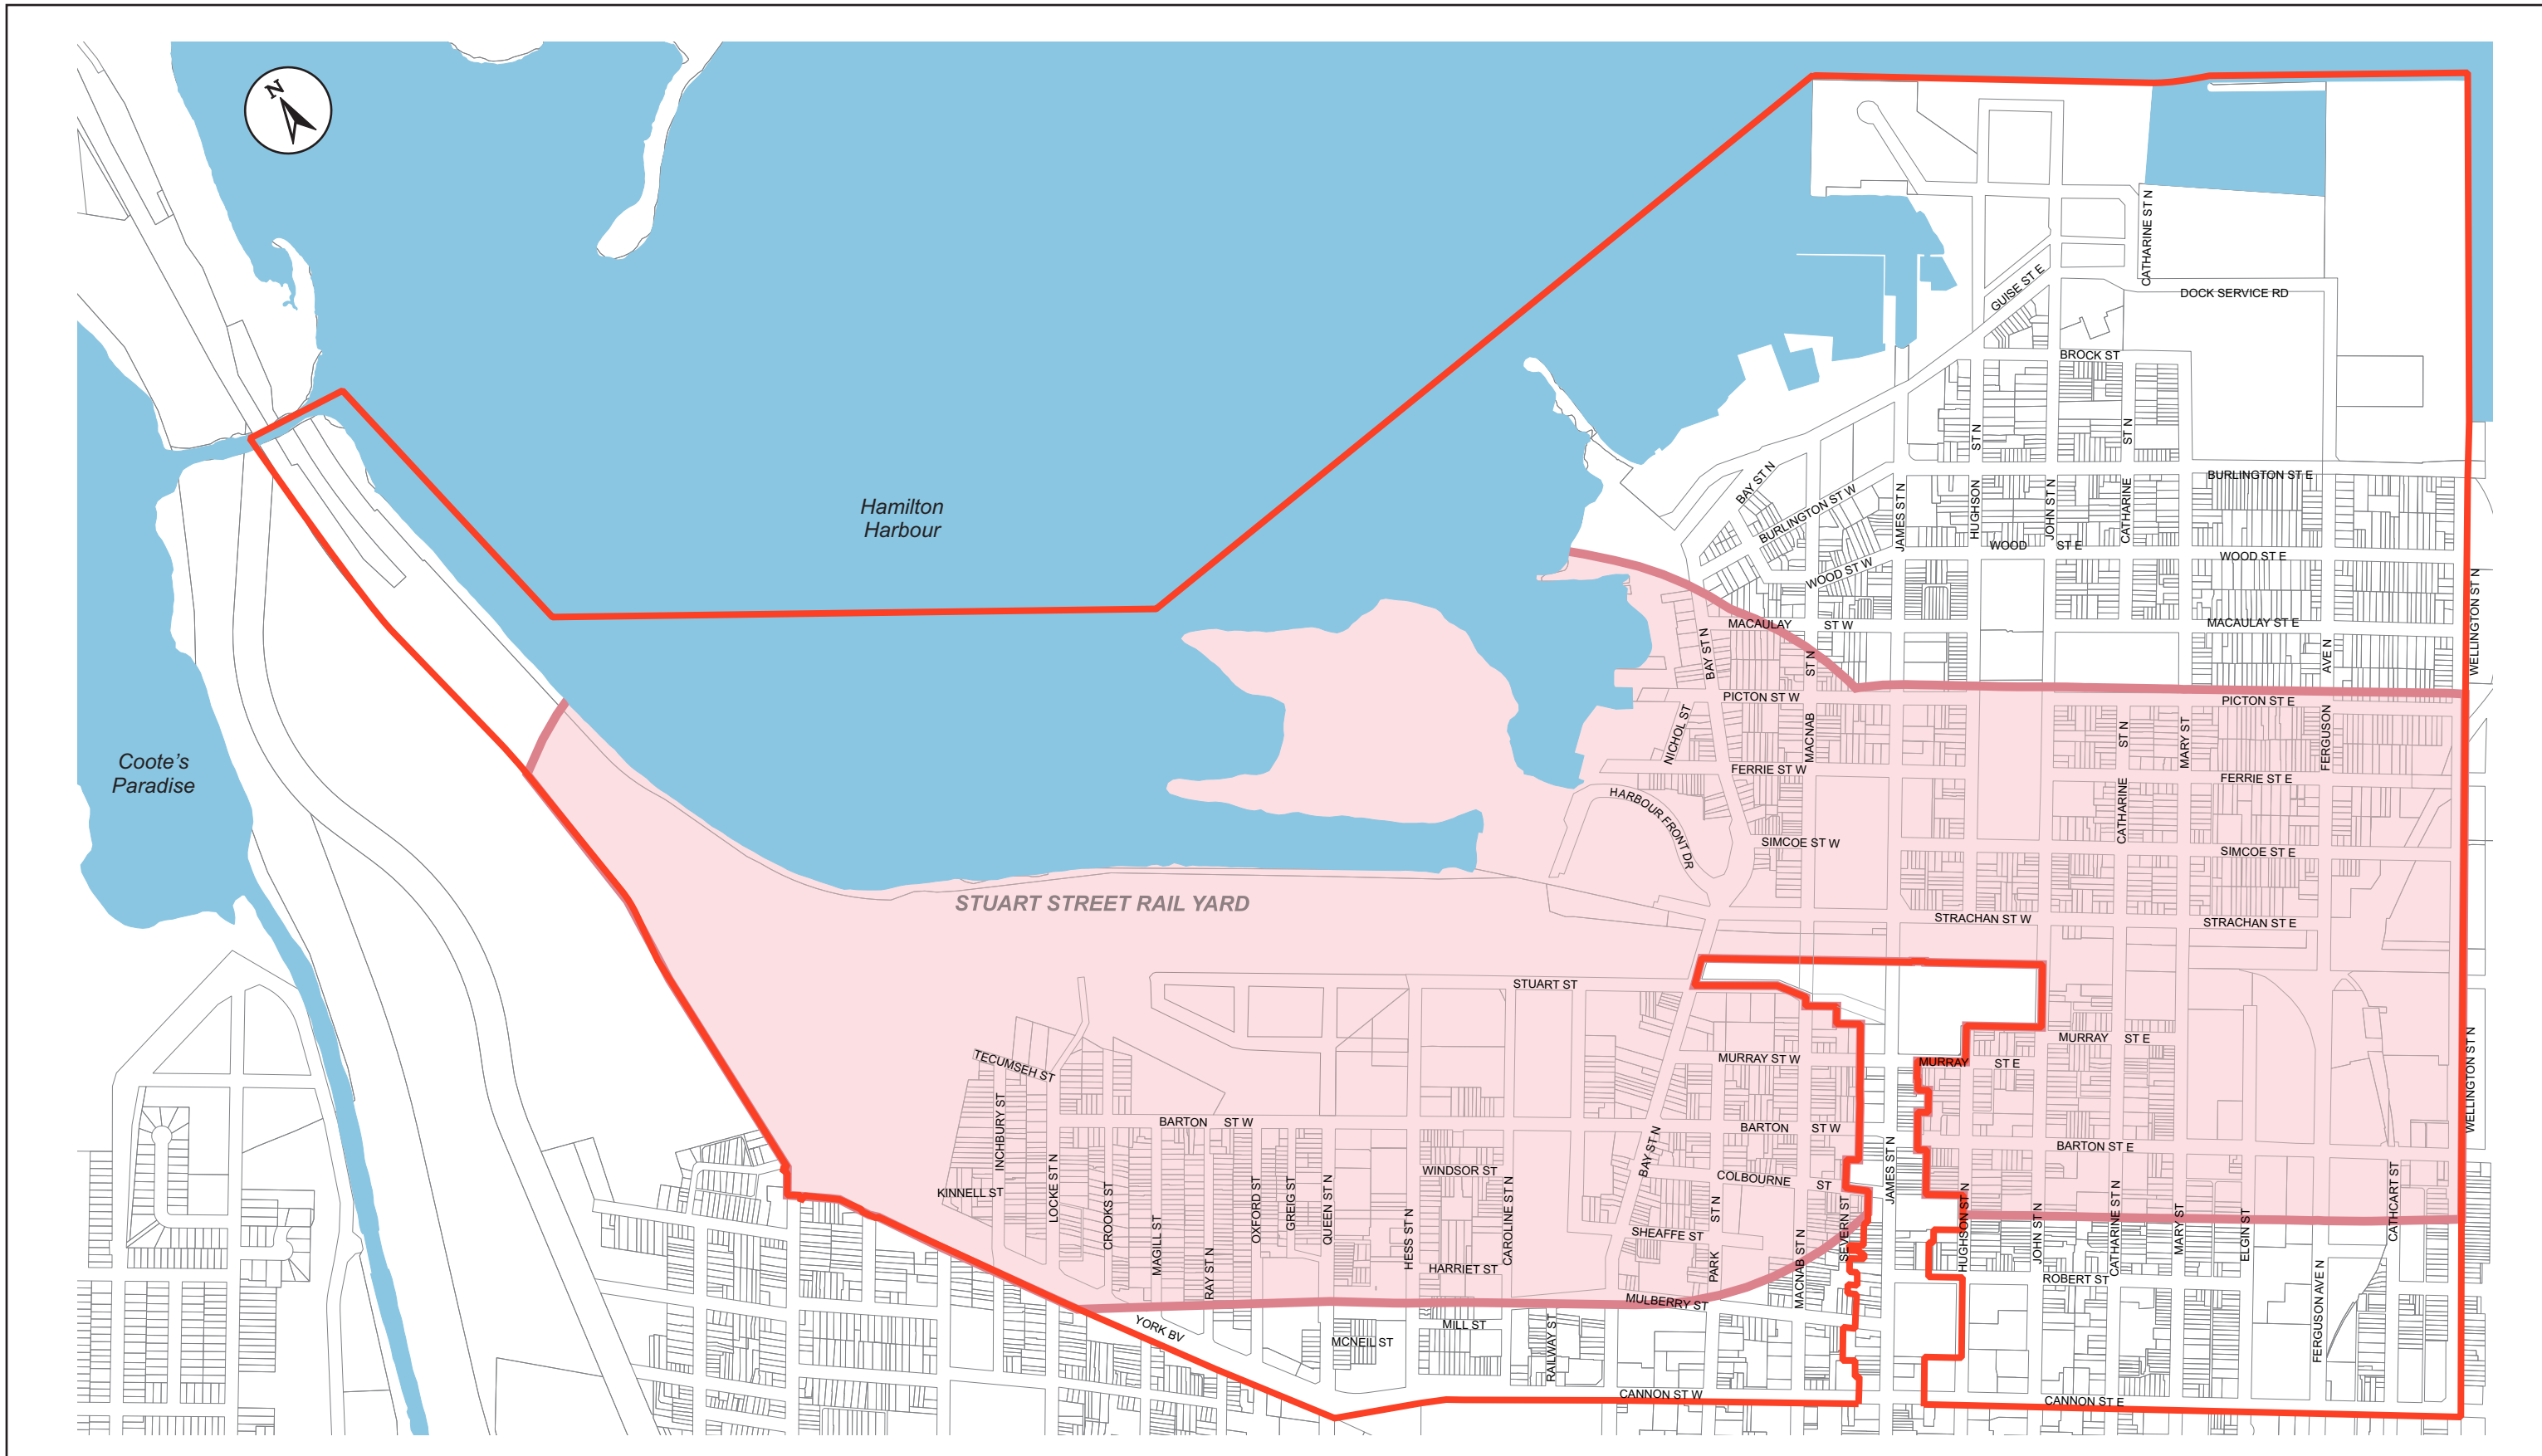 N
CATHARINE ST N
GUISE ST E
DOCK SERVICE RD
BROCK ST
ST N
ST N
BAY ST N
BURLINGTON ST W
BURLINGTON ST E
Hamilton
Harbour
JAMES ST N
HUGHSON
JOHN ST N
CATHARINE
WOOD ST E
WOOD ST E
WOOD ST W
WELLINGTON ST N
MACAULAY ST W
MACAULAY ST E
BAY ST N
ST N
AVE N
PICTON ST W
PICTON ST E
NICHOL ST
MACNAB
ST N
MARY ST
FERGUSON
Coote's
Paradise
FERRIE ST W
FERRIE ST E
HARBOUR FRONT DR
CATHARINE
SIMCOE ST W
SIMCOE ST E
STUART STREET RAIL YARD
STRACHAN ST W
STRACHAN ST E
STUART ST
MURRAY ST E
MURRAY ST W
MURRAY ST E
TECUMSEH ST
WELLINGTON ST N
INCHBURY ST
BARTON ST W
BARTON ST W
BARTON ST E
BAY ST N
WINDSOR ST
COLBOURNE ST
JAMES ST N
KINNELL ST
LOCKE ST N
CROOKS ST
MAGILL ST
RAY ST N
OXFORD ST
GREIG ST
QUEEN ST N
HESS ST N
CAROLINE ST N
SHEAFFE ST
ST N
PARK
MACNAB ST N
SEVERN ST
HUGHSON ST N
JOHN ST N
CATHARINE ST N
MARY ST
ELGIN ST
CATHCART ST
HARRIET ST
ROBERT ST
FERGUSON AVE N
MULBERRY ST
YORK BV
MILL ST
MCNEIL ST
RAILWAY ST
CANNON ST W
CANNON ST E